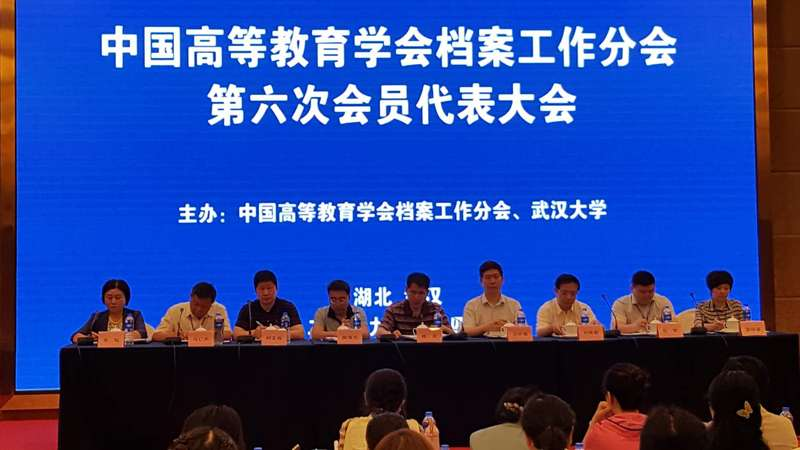 中国高等教育学会档案工作分会
第六次会员代表大会
主办：中国高等教育学会档案工作分会、武汉大学
湖北 汉